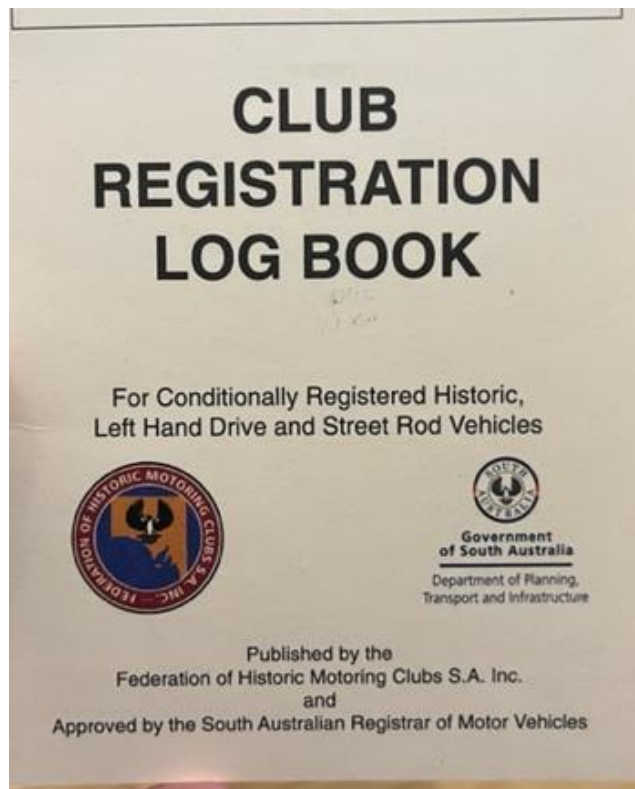 CLUB
REGISTRATION
LOG BOOK
For Conditionally Registered Historic,
Left Hand Drive and Street Rod Vehicles
FEDERATION OF HISTORIC MOTORING CLUBS S.A. INC.
SOUTH
AUSTRALIA
Government
of South Australia
Department of Planning,
Transport and Infrastructure
Published by the
Federation of Historic Motoring Clubs S.A. Inc.
and
Approved by the South Australian Registrar of Motor Vehicles